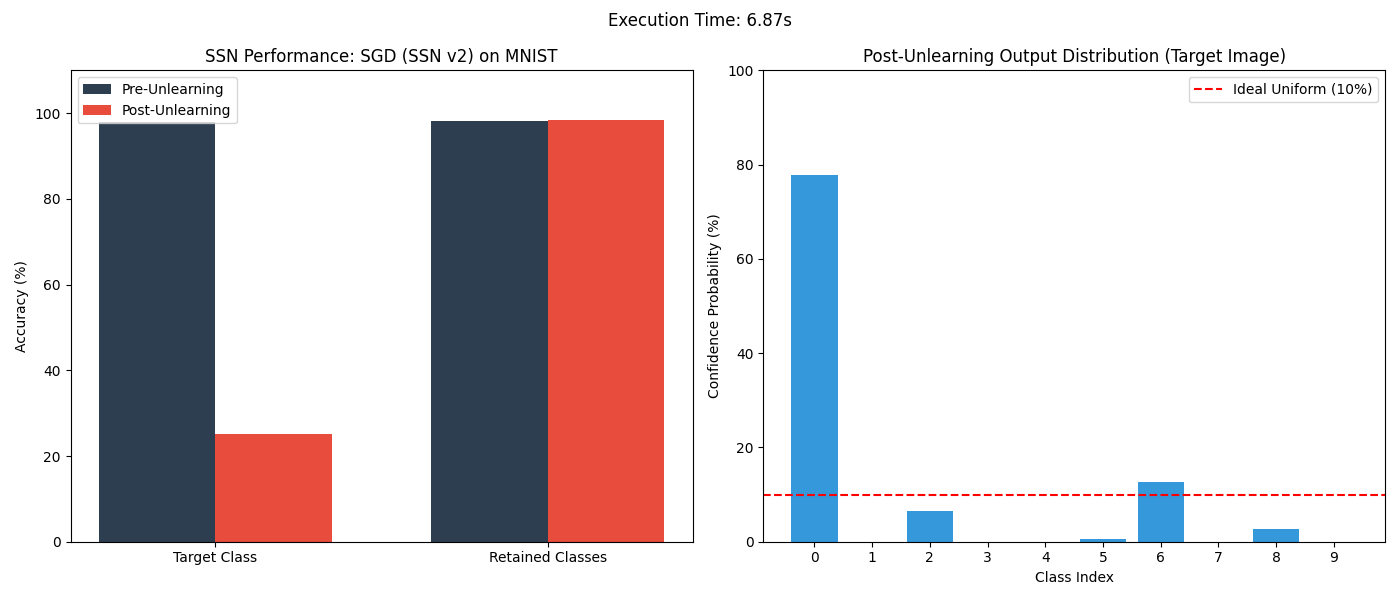 Execution Time: 6.87s
SSN Performance: SGD (SSN v2) on MNIST
Pre-Unlearning
Post-Unlearning
Accuracy (%)
100
80
60
40
20
0
Target Class
Retained Classes
Post-Unlearning Output Distribution (Target Image)
Ideal Uniform (10%)
Confidence Probability (%)
100
80
60
40
20
0
0 1 2 3 4 5 6 7 8 9
Class Index